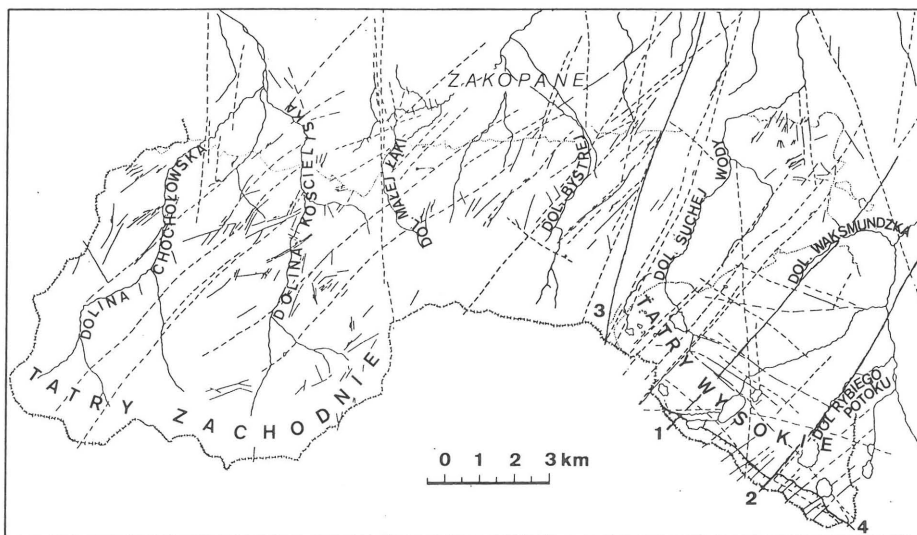 ZAKOPANE
DOLINA CHOCHOŁOWSKA
DOLINA KOŚCIELISKA
DOL. MAŁEJ ŁĄKI
DOL. BYSTREJ
DOL. SUCHEJ WODY
DOL. WAKSMUNDZKA
DOL. RYBIEGO
POTOKU
TATRY ZACHODNIE
TATRY WYSOKIE
3
1
2
4
0 1 2 3 km